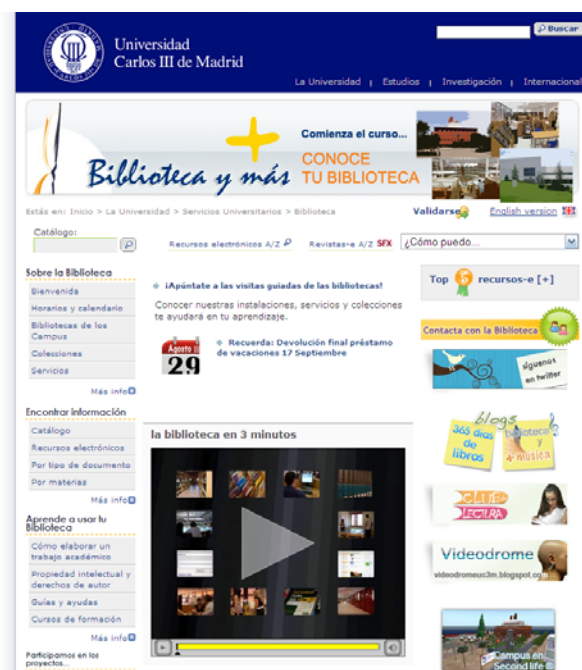 Universidad
Carlos III de Madrid
Buscar
La Universidad | Estudios | Investigación | Internacional
Comienza el curso...
CONOCE
TU BIBLIOTECA
Biblioteca y más
Estás en: Inicio > La Universidad > Servicios Universitarios > Biblioteca
Validarse
English version
Catálogo:
Recursos electrónicos A/Z
Revistas-e A/Z SFX
¿Cómo puedo...
Sobre la Biblioteca
Bienvenida
Horarios y calendario
Bibliotecas de los
Campus
Colecciones
Servicios
Más info
Encontrar información
Catálogo
Recursos electrónicos
Por tipo de documento
Por materias
Más info
Aprende a usar tu
Biblioteca
Cómo elaborar un
trabajo académico
Propiedad intelectual y
derechos de autor
Guías y ayudas
Cursos de formación
Más info
Participamos en los
proyectos...
¡Apúntate a las visitas guiadas de las bibliotecas!
Conocer nuestras instalaciones, servicios y colecciones
te ayudará en tu aprendizaje.
Agosto
29
Recuerda: Devolución final préstamo
de vacaciones 17 Septiembre
la biblioteca en 3 minutos
Top 5 recursos-e [+]
Contacta con la Biblioteca
síguenos
en twitter
blogs
365 días
de
libros
biblioteca
y
+ música
CLUB de
LECTURA
Videodrome
videodromeuc3m.blogspot.com
Campus en
Second life ®